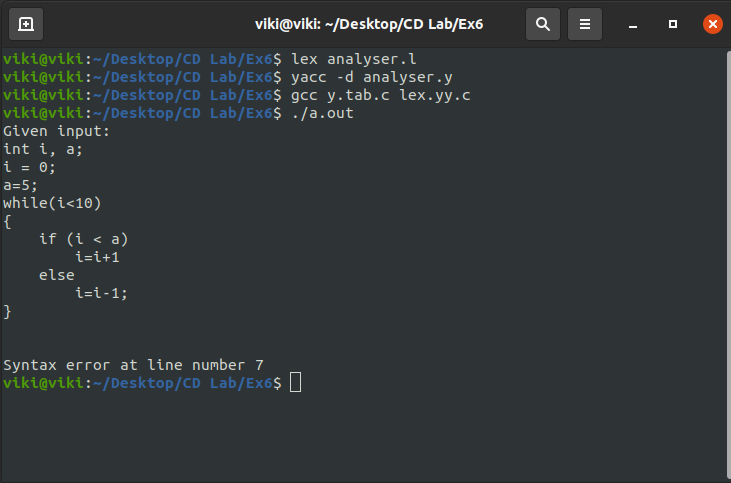 viki@viki: ~/Desktop/CD Lab/Ex6
viki@viki:~/Desktop/CD Lab/Ex6$ lex analyser.l
viki@viki:~/Desktop/CD Lab/Ex6$ yacc -d analyser.y
viki@viki:~/Desktop/CD Lab/Ex6$ gcc y.tab.c lex.yy.c
viki@viki:~/Desktop/CD Lab/Ex6$ ./a.out
Given input:
int i, a;
i = 0;
a=5;
while(i<10)
{
    if (i < a)
        i=i+1
    else
        i=i-1;
}
Syntax error at line number 7
viki@viki:~/Desktop/CD Lab/Ex6$